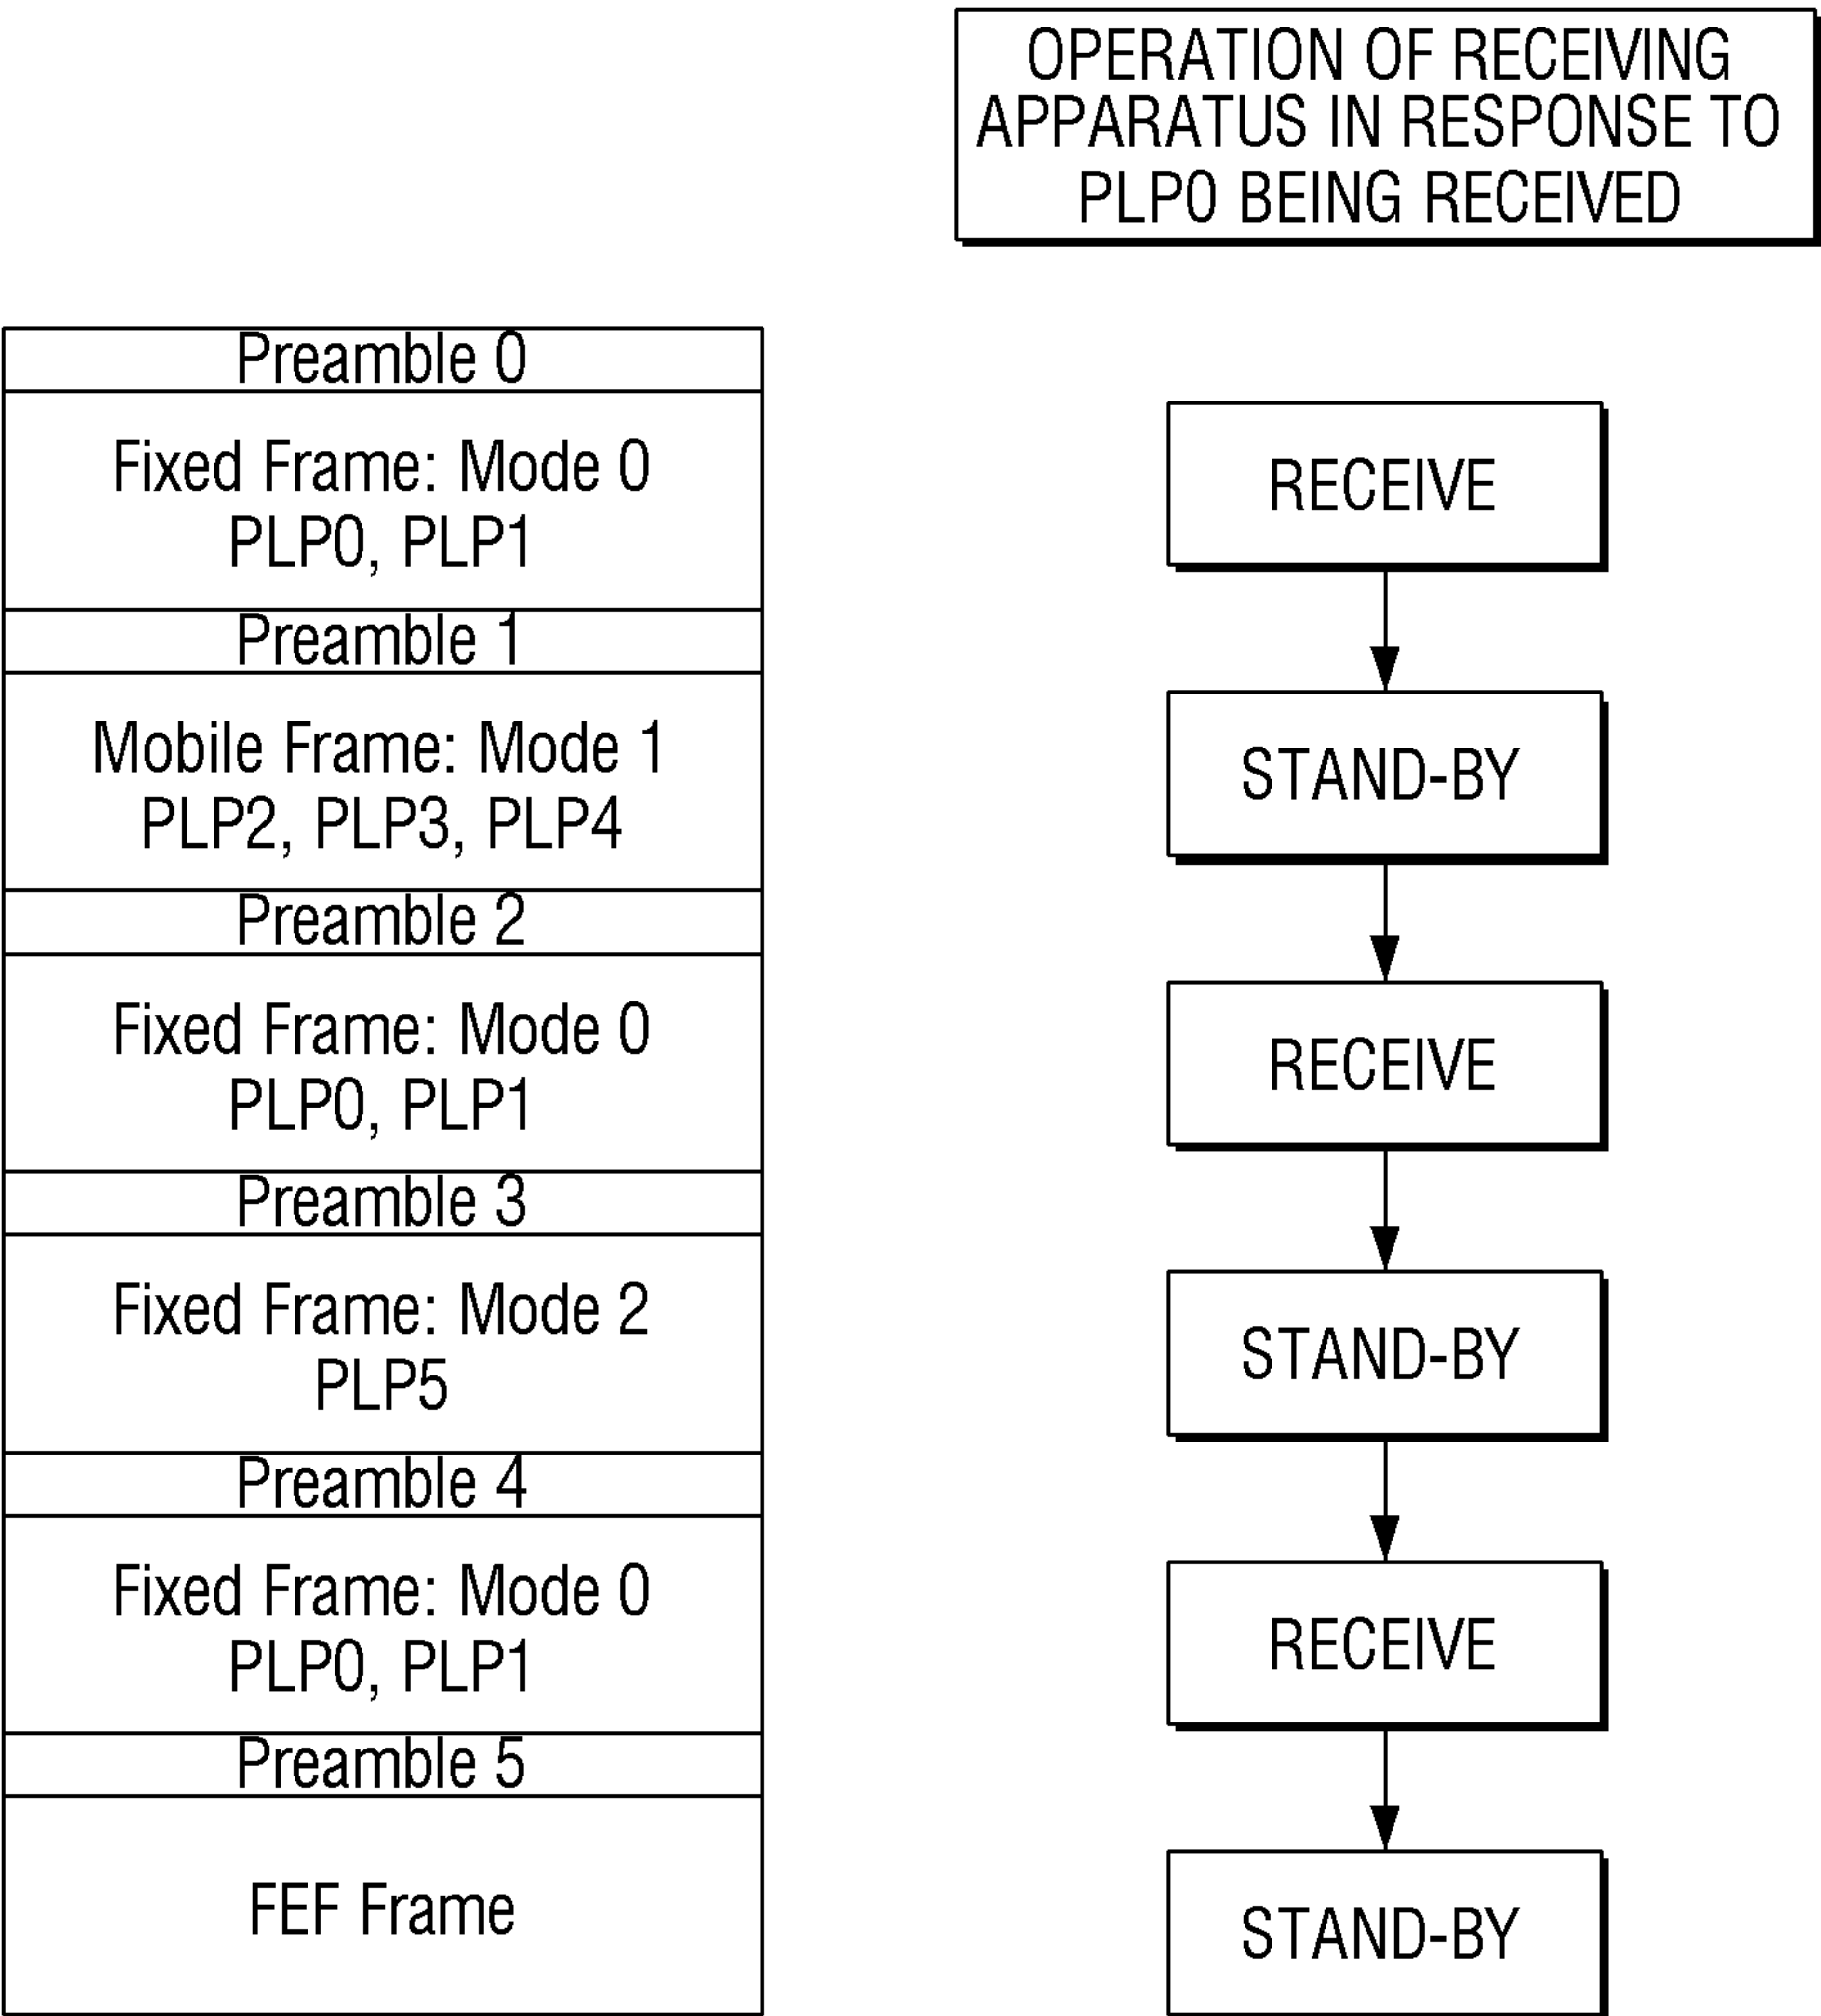 OPERATION OF RECEIVING
APPARATUS IN RESPONSE TO
PLP0 BEING RECEIVED
Preamble 0
Fixed Frame: Mode 0
PLP0, PLP1
Preamble 1
Mobile Frame: Mode 1
PLP2, PLP3, PLP4
Preamble 2
Fixed Frame: Mode 0
PLP0, PLP1
Preamble 3
Fixed Frame: Mode 2
PLP5
Preamble 4
Fixed Frame: Mode 0
PLP0, PLP1
Preamble 5
FEF Frame
RECEIVE
STAND-BY
RECEIVE
STAND-BY
RECEIVE
STAND-BY